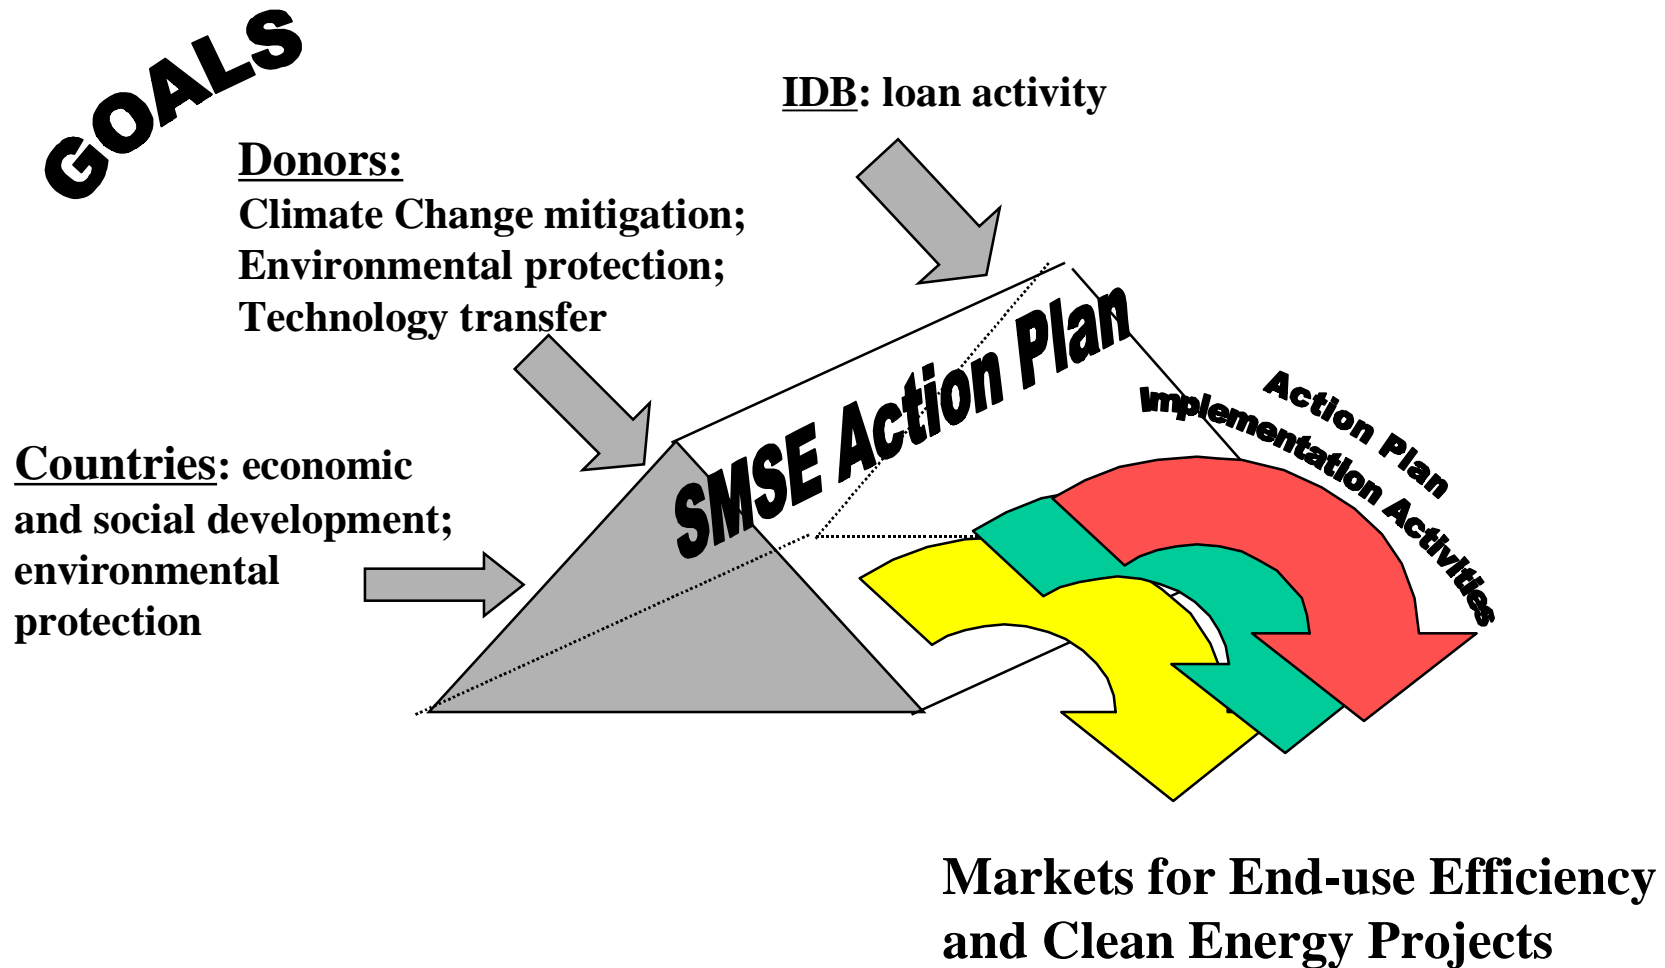 GOALS
IDB: loan activity
Donors:
Climate Change mitigation;
Environmental protection;
Technology transfer
SMSE Action Plan
Action Plan
Implementation Activities
Countries: economic
and social development;
environmental
protection
Markets for End-use Efficiency
and Clean Energy Projects